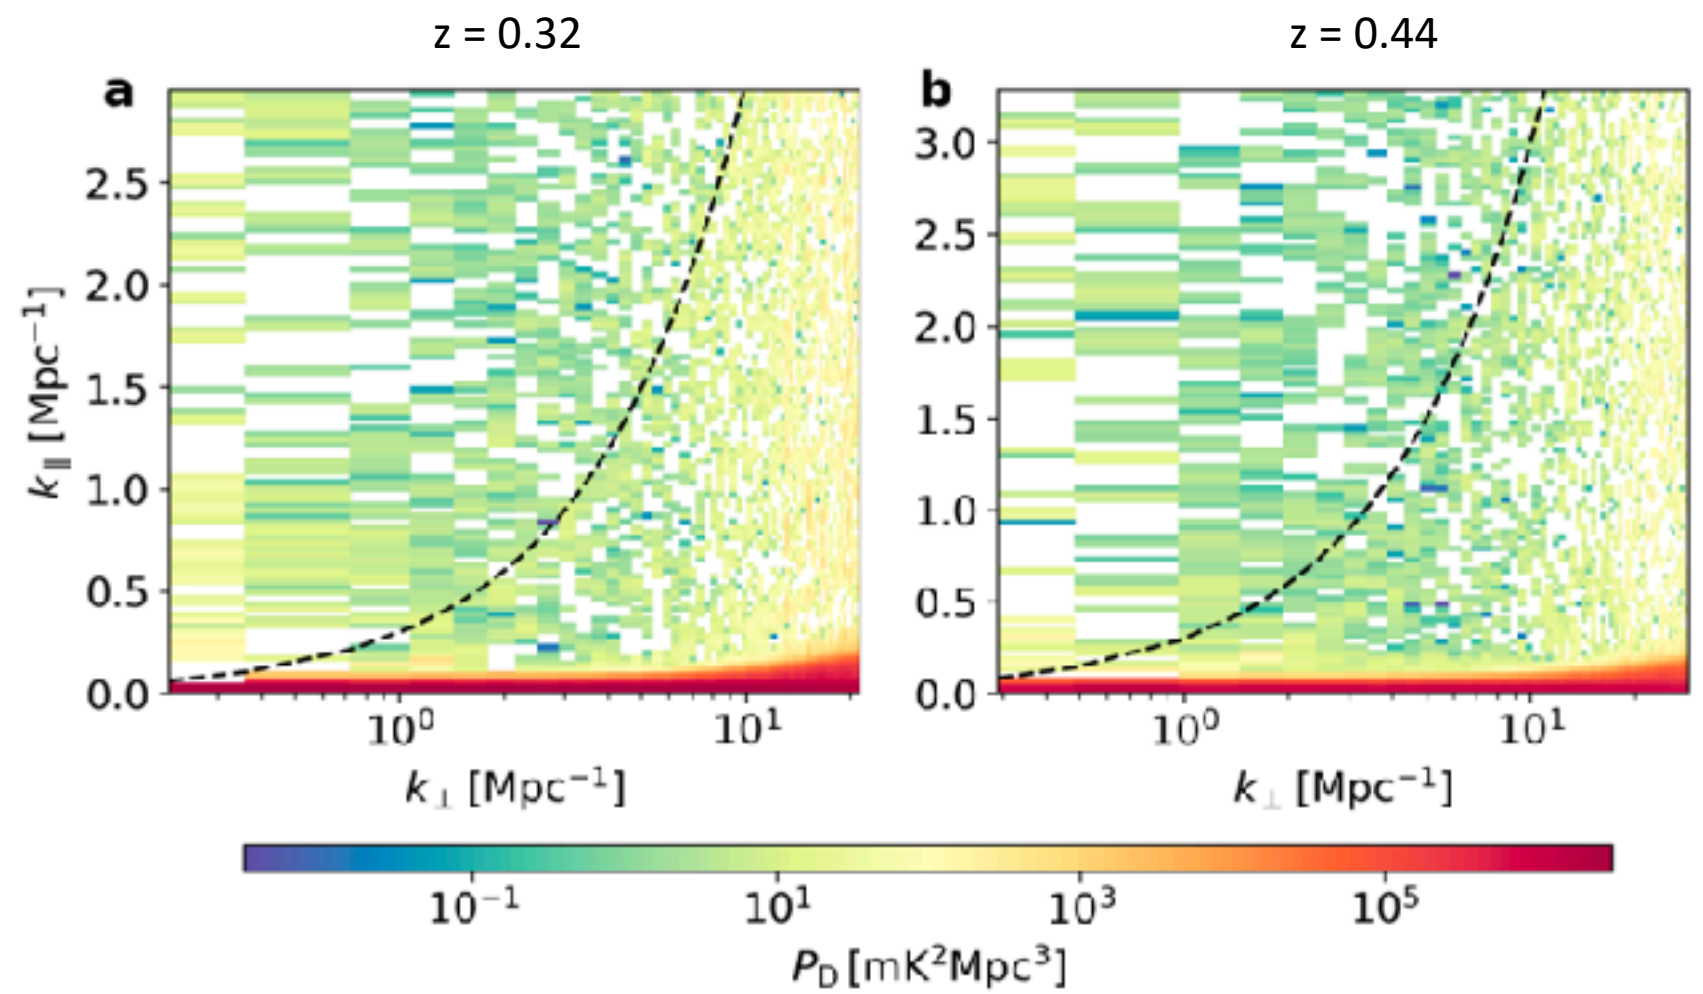 z = 0.32
z = 0.44
a
b
2.5
2.0
1.5
1.0
0.5
0.0
k∥ [Mpc⁻¹]
3.0
2.5
2.0
1.5
1.0
0.5
0.0
10⁰
10¹
10⁰
10¹
k⊥ [Mpc⁻¹]
k⊥ [Mpc⁻¹]
10⁻¹
10¹
10³
10⁵
P_D [mK²Mpc³]